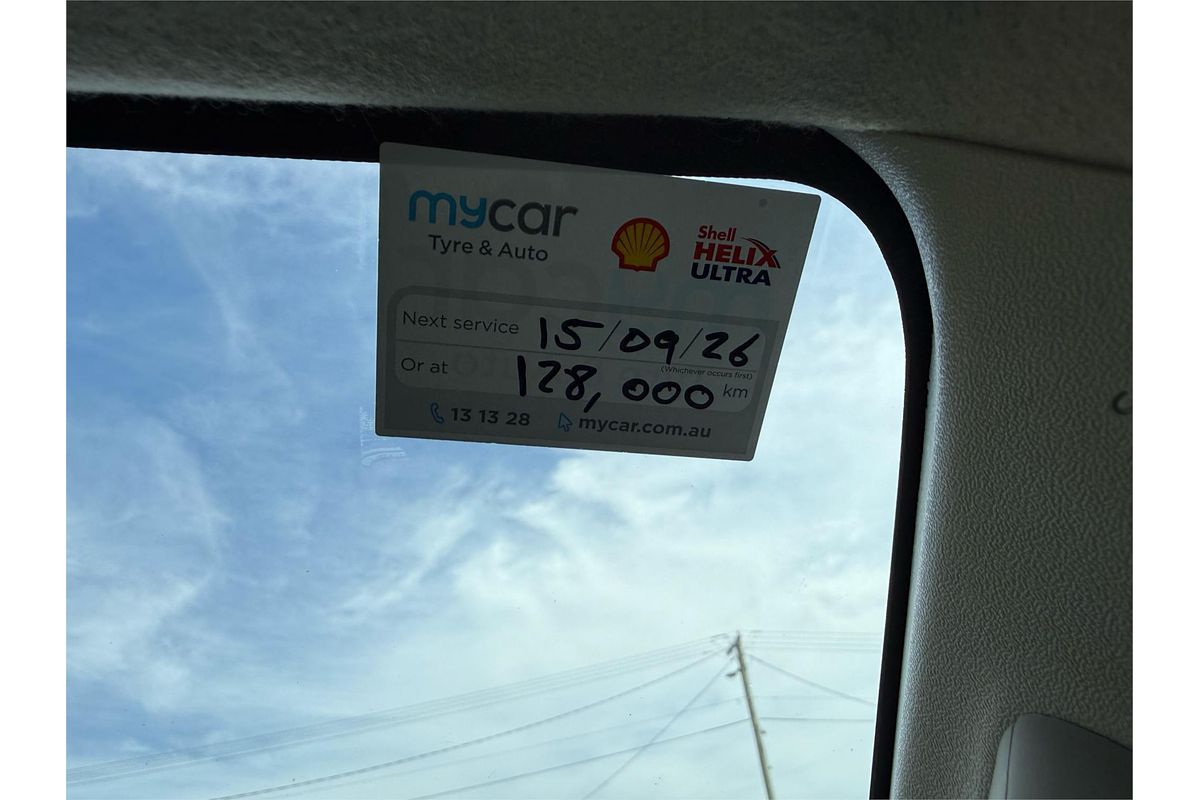 mycar
Tyre & Auto
Shell
HELIX
ULTRA
Next service 15/09/26
(Whichever occurs first)
Or at 128,000 km
13 13 28 mycar.com.au